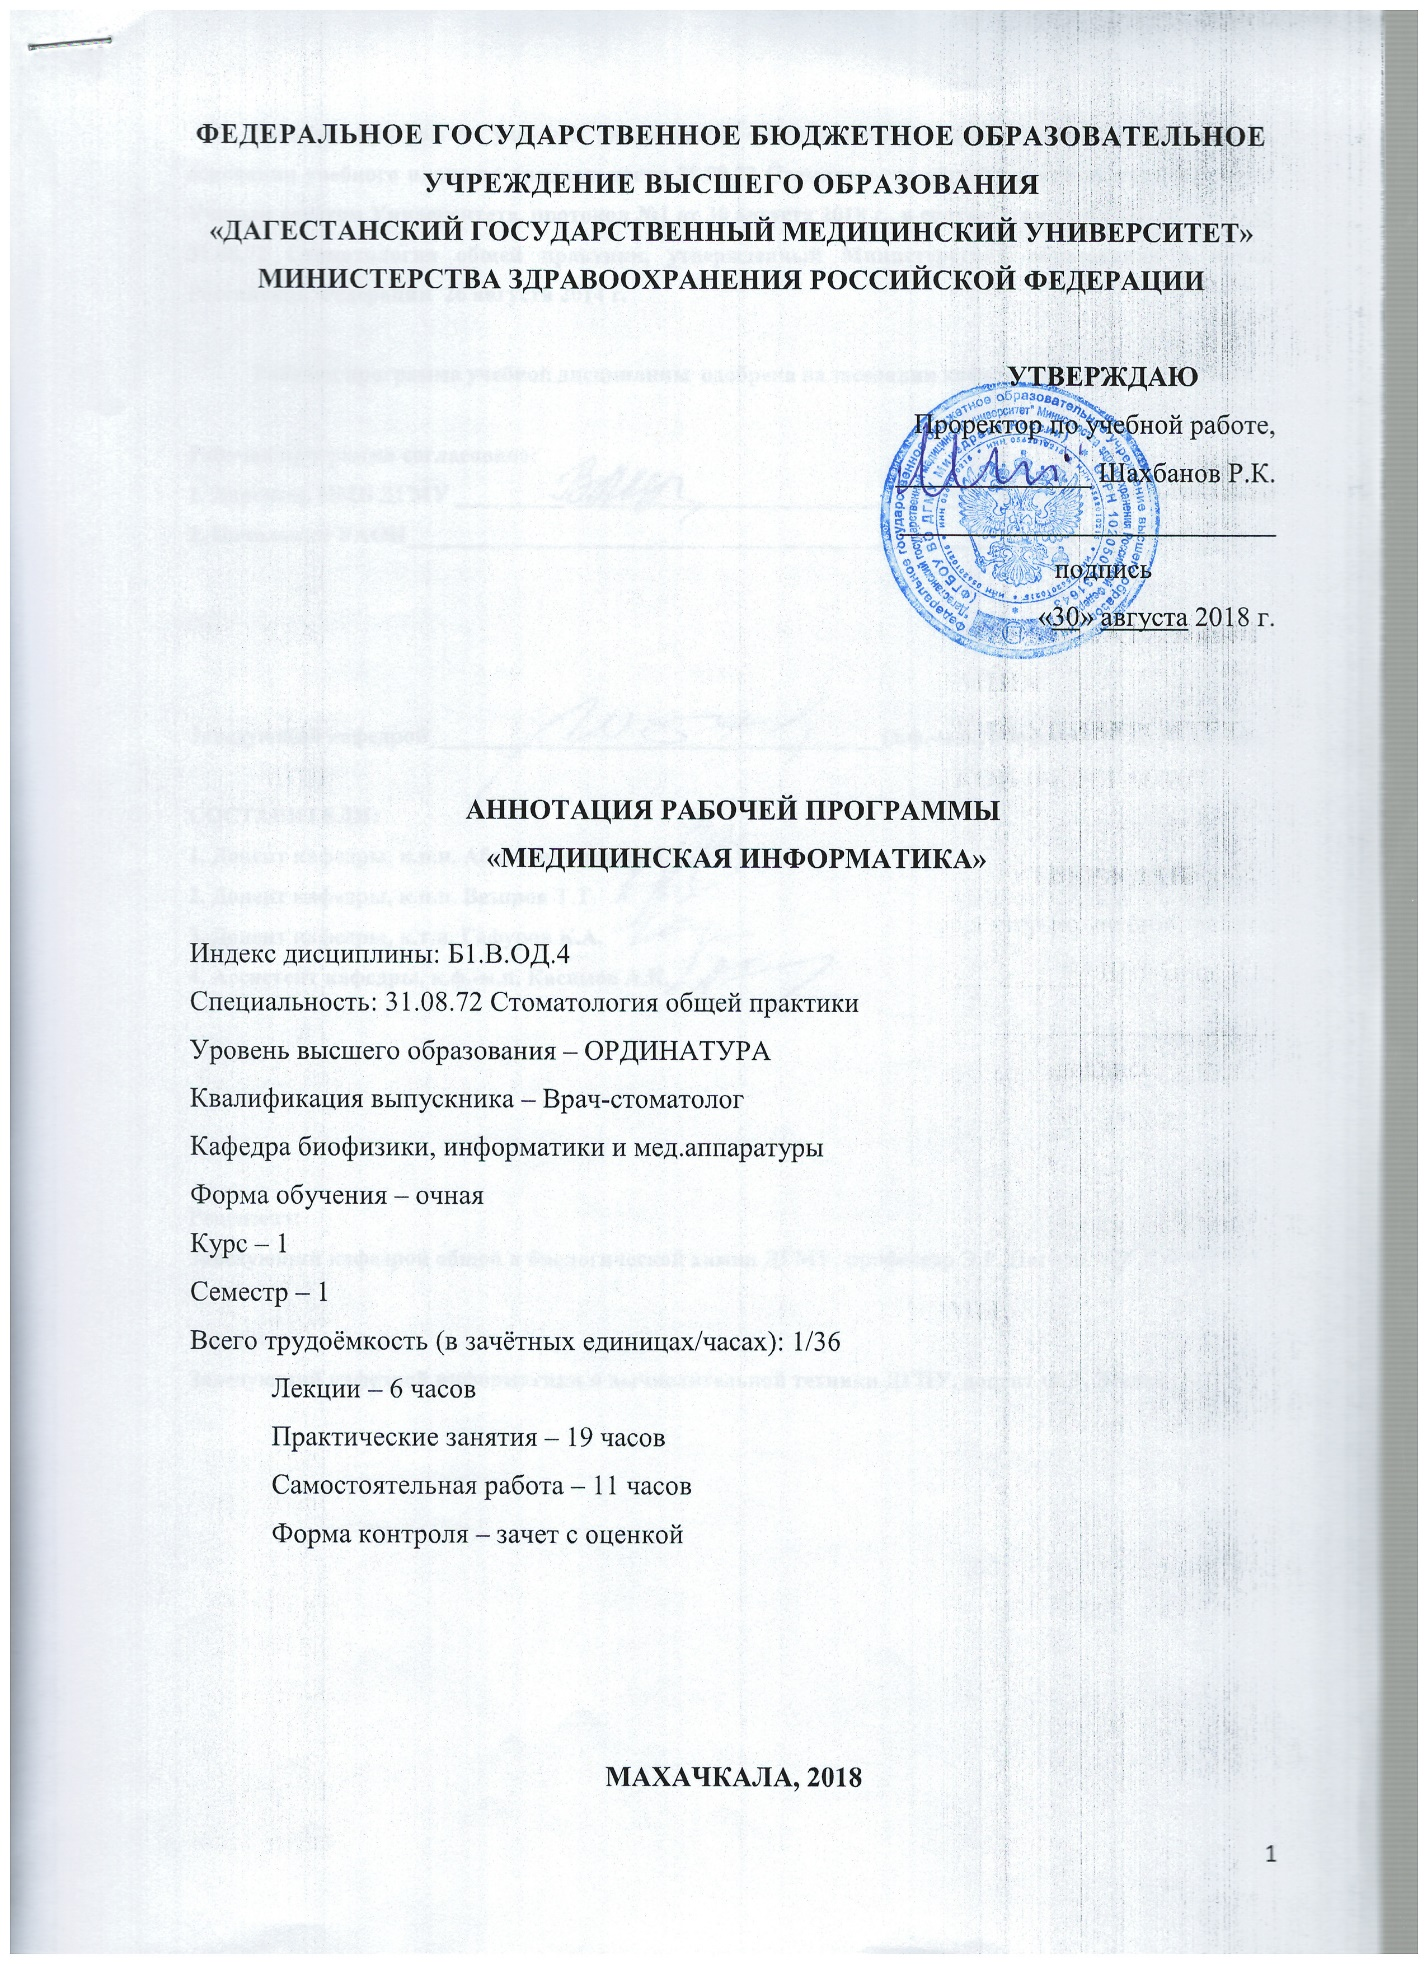 ФЕДЕРАЛЬНОЕ ГОСУДАРСТВЕННОЕ БЮДЖЕТНОЕ ОБРАЗОВАТЕЛЬНОЕ
УЧРЕЖДЕНИЕ ВЫСШЕГО ОБРАЗОВАНИЯ
«ДАГЕСТАНСКИЙ ГОСУДАРСТВЕННЫЙ МЕДИЦИНСКИЙ УНИВЕРСИТЕТ»
МИНИСТЕРСТВА ЗДРАВООХРАНЕНИЯ РОССИЙСКОЙ ФЕДЕРАЦИИ
УТВЕРЖДАЮ
Проректор по учебной работе,
Шахбанов Р.К.
подпись
«30» августа 2018 г.
АННОТАЦИЯ РАБОЧЕЙ ПРОГРАММЫ
«МЕДИЦИНСКАЯ ИНФОРМАТИКА»
Индекс дисциплины: Б1.В.ОД.4
Специальность: 31.08.72 Стоматология общей практики
Уровень высшего образования – ОРДИНАТУРА
Квалификация выпускника – Врач-стоматолог
Кафедра биофизики, информатики и мед.аппаратуры
Форма обучения – очная
Курс – 1
Семестр – 1
Всего трудоёмкость (в зачётных единицах/часах): 1/36
Лекции – 6 часов
Практические занятия – 19 часов
Самостоятельная работа – 11 часов
Форма контроля – зачет с оценкой
МАХАЧКАЛА, 2018
1